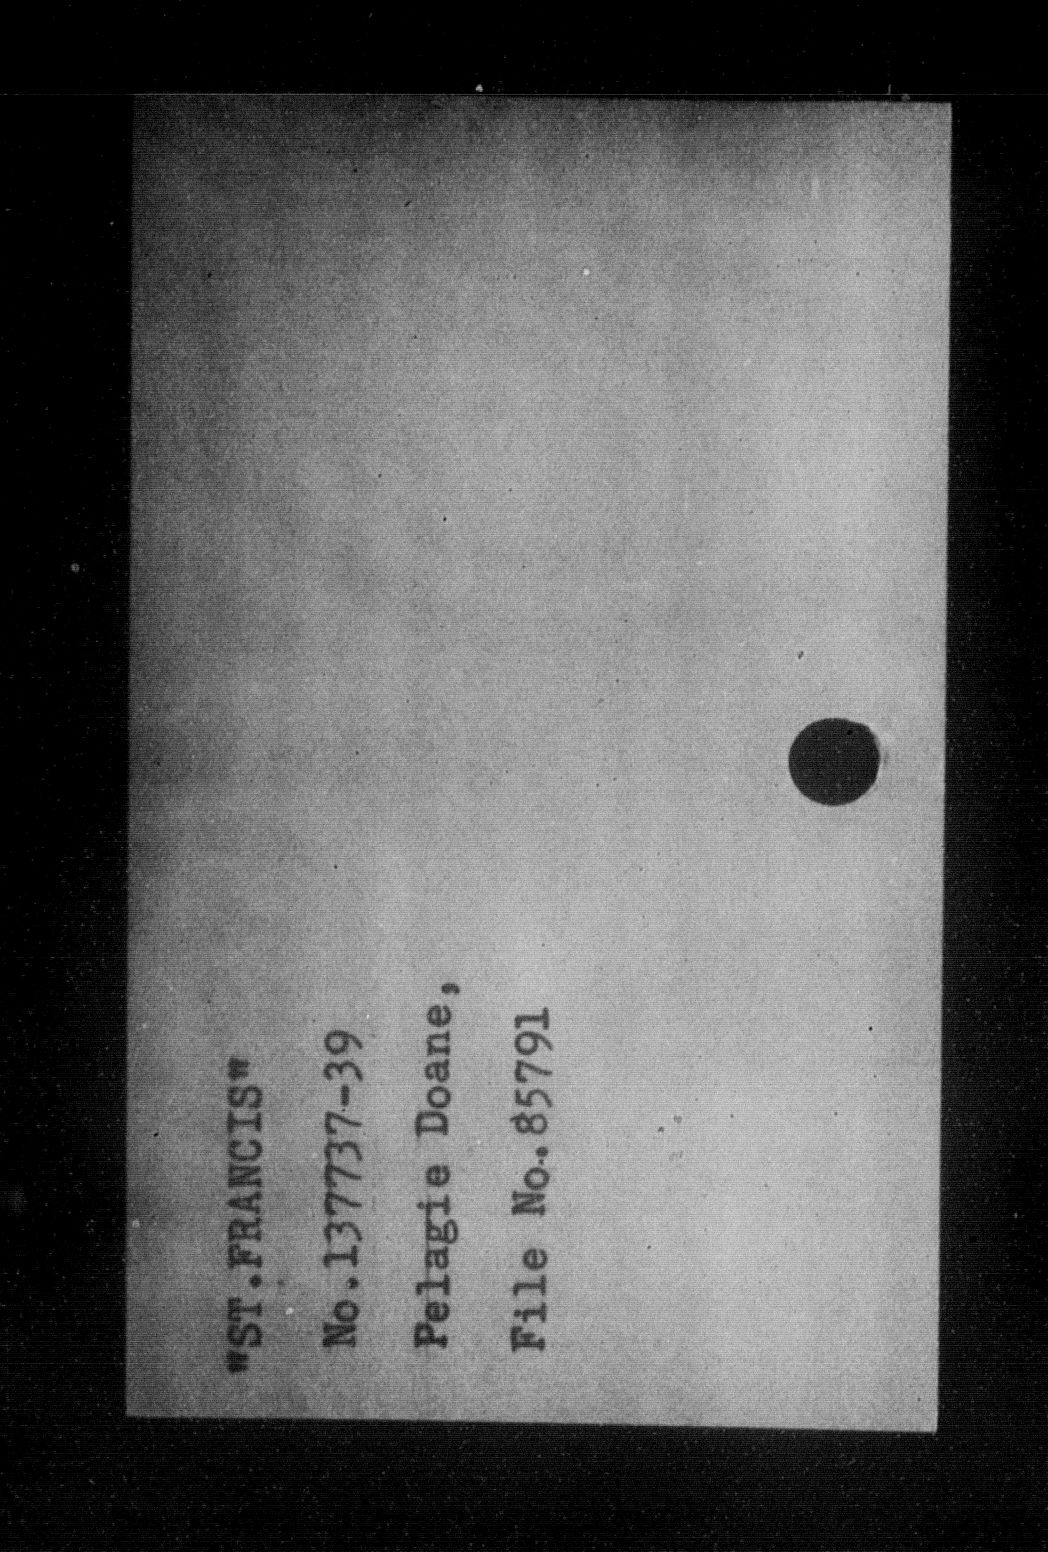 "ST.FRANCIS"
No.137737-39
Pelagie Doane,
File No.85791